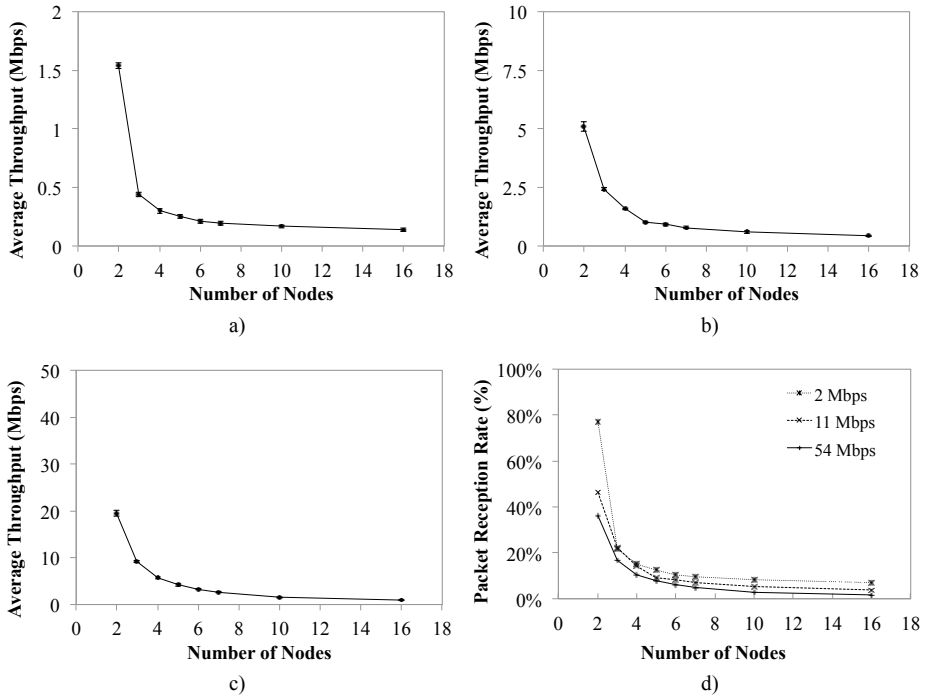 2
1.5
1
0.5
0
0 2 4 6 8 10 12 14 16 18
Average Throughput (Mbps)
Number of Nodes
a)
10
7.5
5
2.5
0
0 2 4 6 8 10 12 14 16 18
Average Throughput (Mbps)
Number of Nodes
b)
50
40
30
20
10
0
0 2 4 6 8 10 12 14 16 18
Average Throughput (Mbps)
Number of Nodes
c)
100%
80%
60%
40%
20%
0%
0 2 4 6 8 10 12 14 16 18
Packet Reception Rate (%)
2 Mbps
11 Mbps
54 Mbps
Number of Nodes
d)